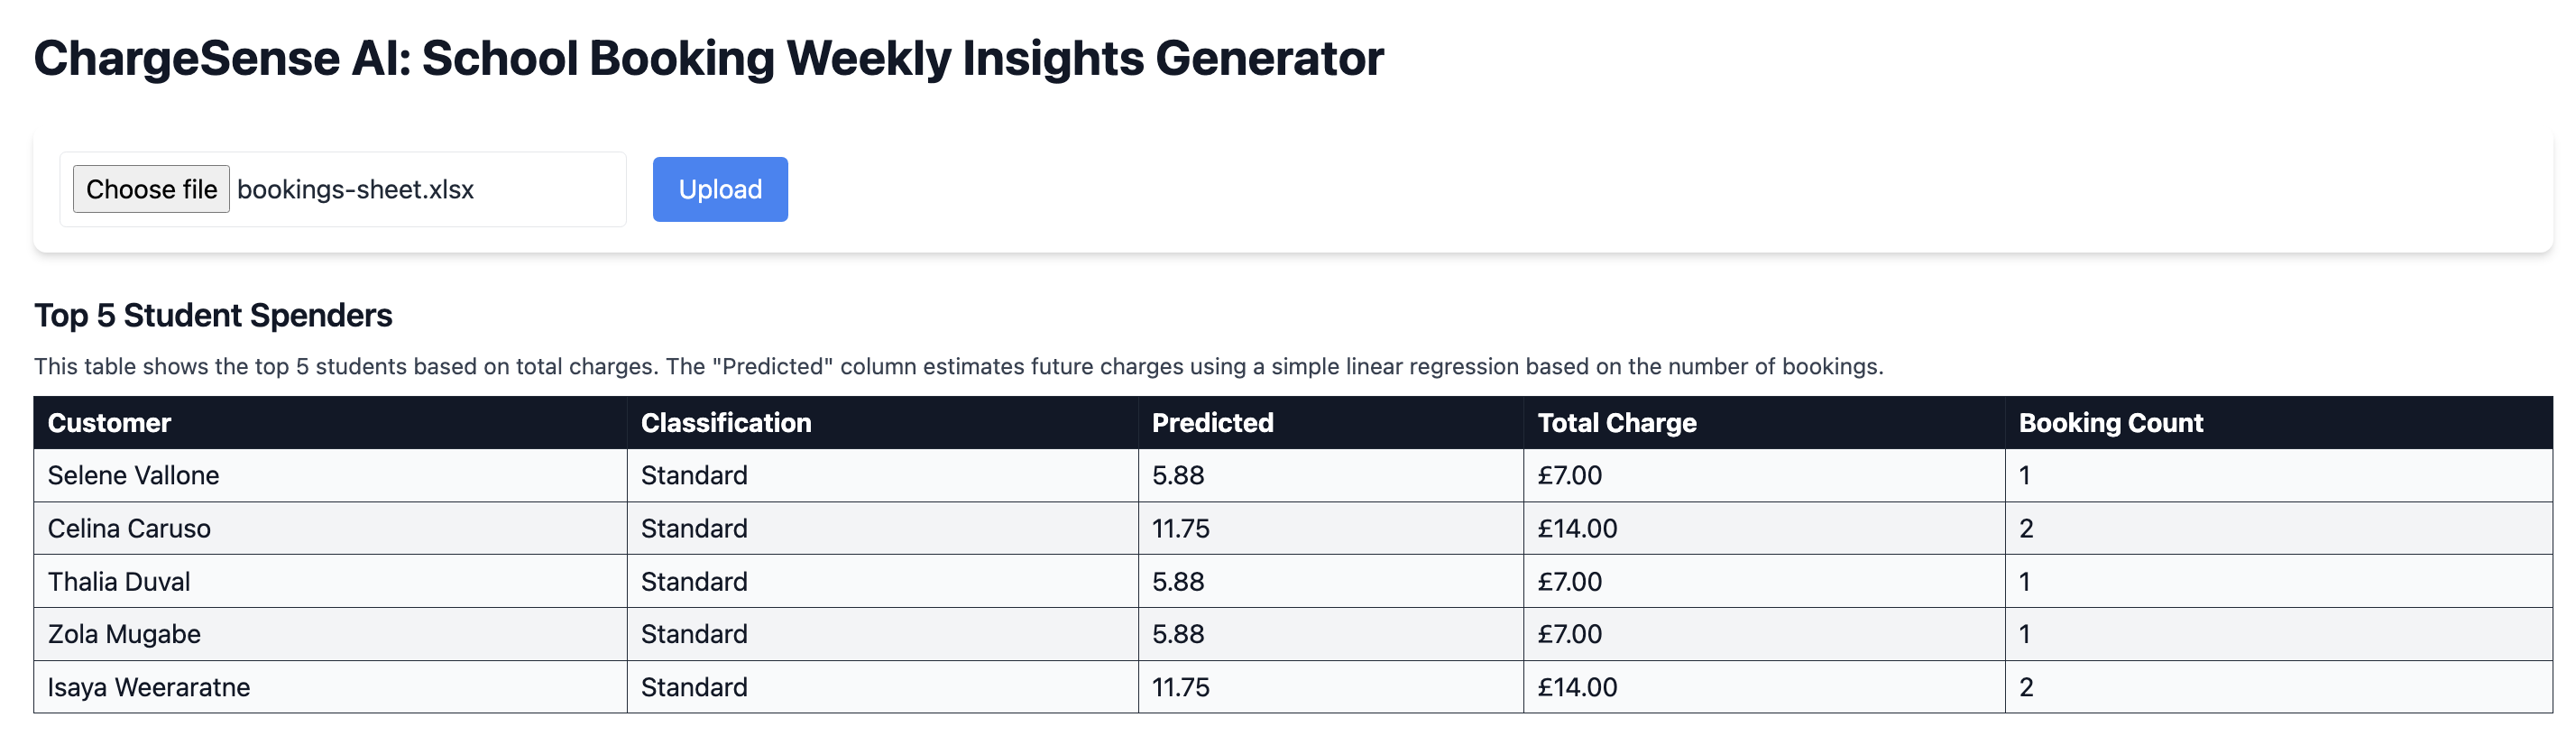 ChargeSense AI: School Booking Weekly Insights Generator
Choose file bookings-sheet.xlsx Upload
Top 5 Student Spenders
This table shows the top 5 students based on total charges. The "Predicted" column estimates future charges using a simple linear regression based on the number of bookings.
Customer Classification Predicted Total Charge Booking Count
Selene Vallone Standard 5.88 £7.00 1
Celina Caruso Standard 11.75 £14.00 2
Thalia Duval Standard 5.88 £7.00 1
Zola Mugabe Standard 5.88 £7.00 1
Isaya Weeraratne Standard 11.75 £14.00 2